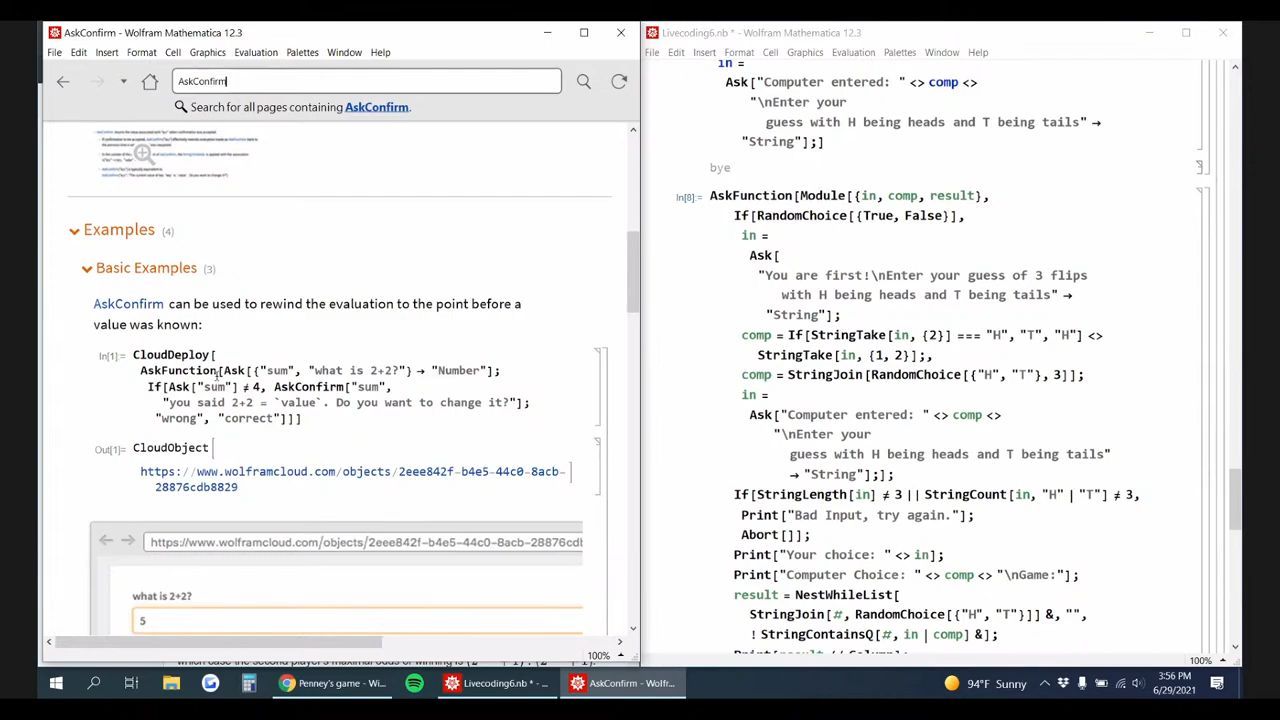 AskConfirm - Wolfram Mathematica 12.3
File Edit Insert Format Cell Graphics Evaluation Palettes Window Help
AskConfirm
Search for all pages containing AskConfirm.
Examples (4)
Basic Examples (3)
AskConfirm can be used to rewind the evaluation to the point before a
value was known:
In[1]:= CloudDeploy[
AskFunction[Ask[{"sum", "what is 2+2?"} → "Number"];
If[Ask["sum"] ≠ 4, AskConfirm["sum",
"you said 2+2 = `value`. Do you want to change it?"];
"wrong", "correct"]]]
Out[1]= CloudObject
https://www.wolframcloud.com/objects/2eee842f-b4e5-44c0-8acb-
28876cdb8829
https://www.wolframcloud.com/objects/2eee842f-b4e5-44c0-8acb-28876cdb
what is 2+2?
5
100%
Livecoding6.nb * - Wolfram Mathematica 12.3
File Edit Insert Format Cell Graphics Evaluation Palettes Window Help
in =
Ask["Computer entered: " <> comp <>
"\nEnter your
guess with H being heads and T being tails" →
"String"];]
bye
In[8]:= AskFunction[Module[{in, comp, result},
If[RandomChoice[{True, False}],
in =
Ask[
"You are first!\nEnter your guess of 3 flips
with H being heads and T being tails" →
"String"];
comp = If[StringTake[in, {2}] === "H", "T", "H"] <>
StringTake[in, {1, 2}];,
comp = StringJoin[RandomChoice[{"H", "T"}, 3]];
in =
Ask["Computer entered: " <> comp <>
"\nEnter your
guess with H being heads and T being tails"
→ "String"];];
If[StringLength[in] ≠ 3 || StringCount[in, "H" | "T"] ≠ 3,
Print["Bad Input, try again."];
Abort[]];
Print["Your choice: " <> in];
Print["Computer Choice: " <> comp <> "\nGame:"];
result = NestWhileList[
StringJoin[#, RandomChoice[{"H", "T"}]] &, "",
! StringContainsQ[#, in | comp] &];
Print[result // Column];
100%
Penney's game - Wi...
Livecoding6.nb * - ...
AskConfirm - Wolfr...
94°F Sunny
3:56 PM
6/29/2021